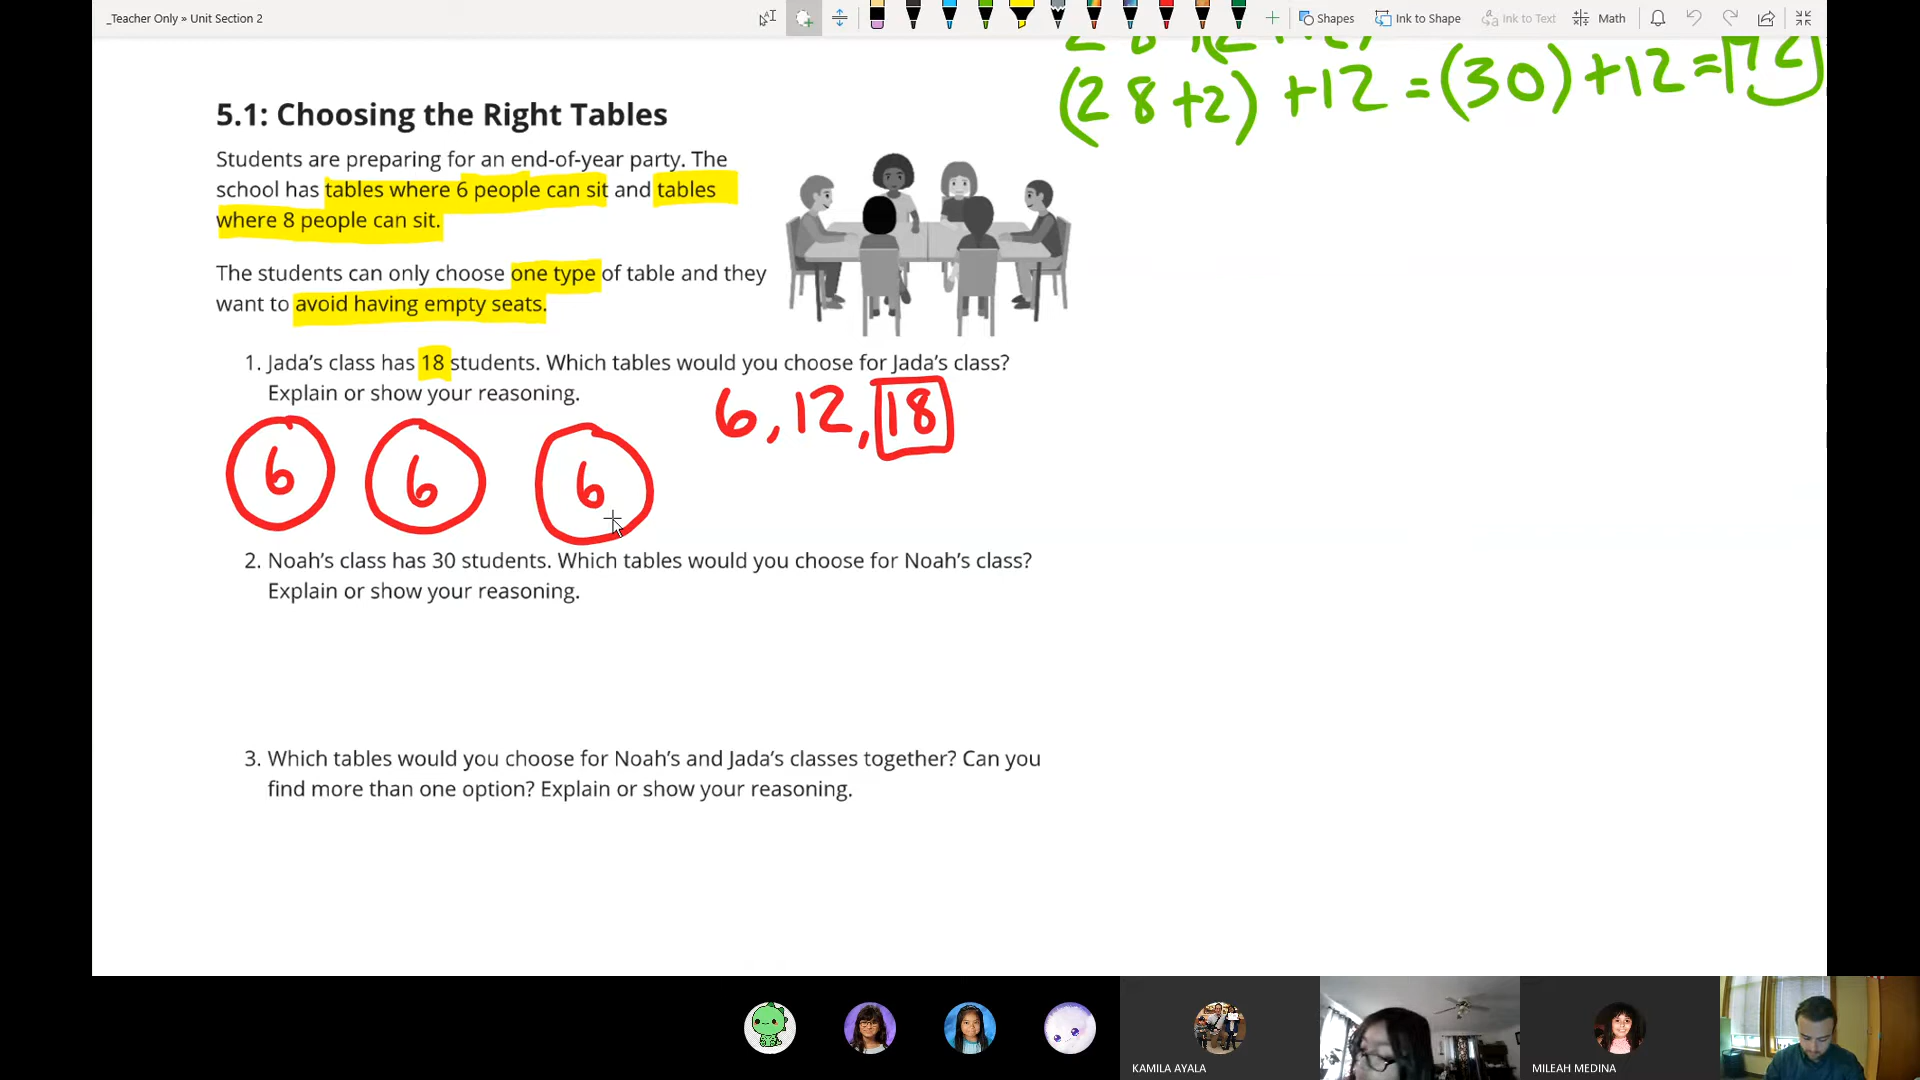 _Teacher Only » Unit Section 2
Shapes
Ink to Shape
Ink to Text
Math
(28+2) +12 = (30) +12 =
5.1: Choosing the Right Tables
Students are preparing for an end-of-year party. The
school has tables where 6 people can sit and tables
where 8 people can sit.
The students can only choose one type of table and they
want to avoid having empty seats.
1. Jada’s class has 18 students. Which tables would you choose for Jada’s class?
Explain or show your reasoning.
6, 12, 18
6 6 6
2. Noah’s class has 30 students. Which tables would you choose for Noah’s class?
Explain or show your reasoning.
3. Which tables would you choose for Noah’s and Jada’s classes together? Can you
find more than one option? Explain or show your reasoning.
KAMILA AYALA
MILEAH MEDINA